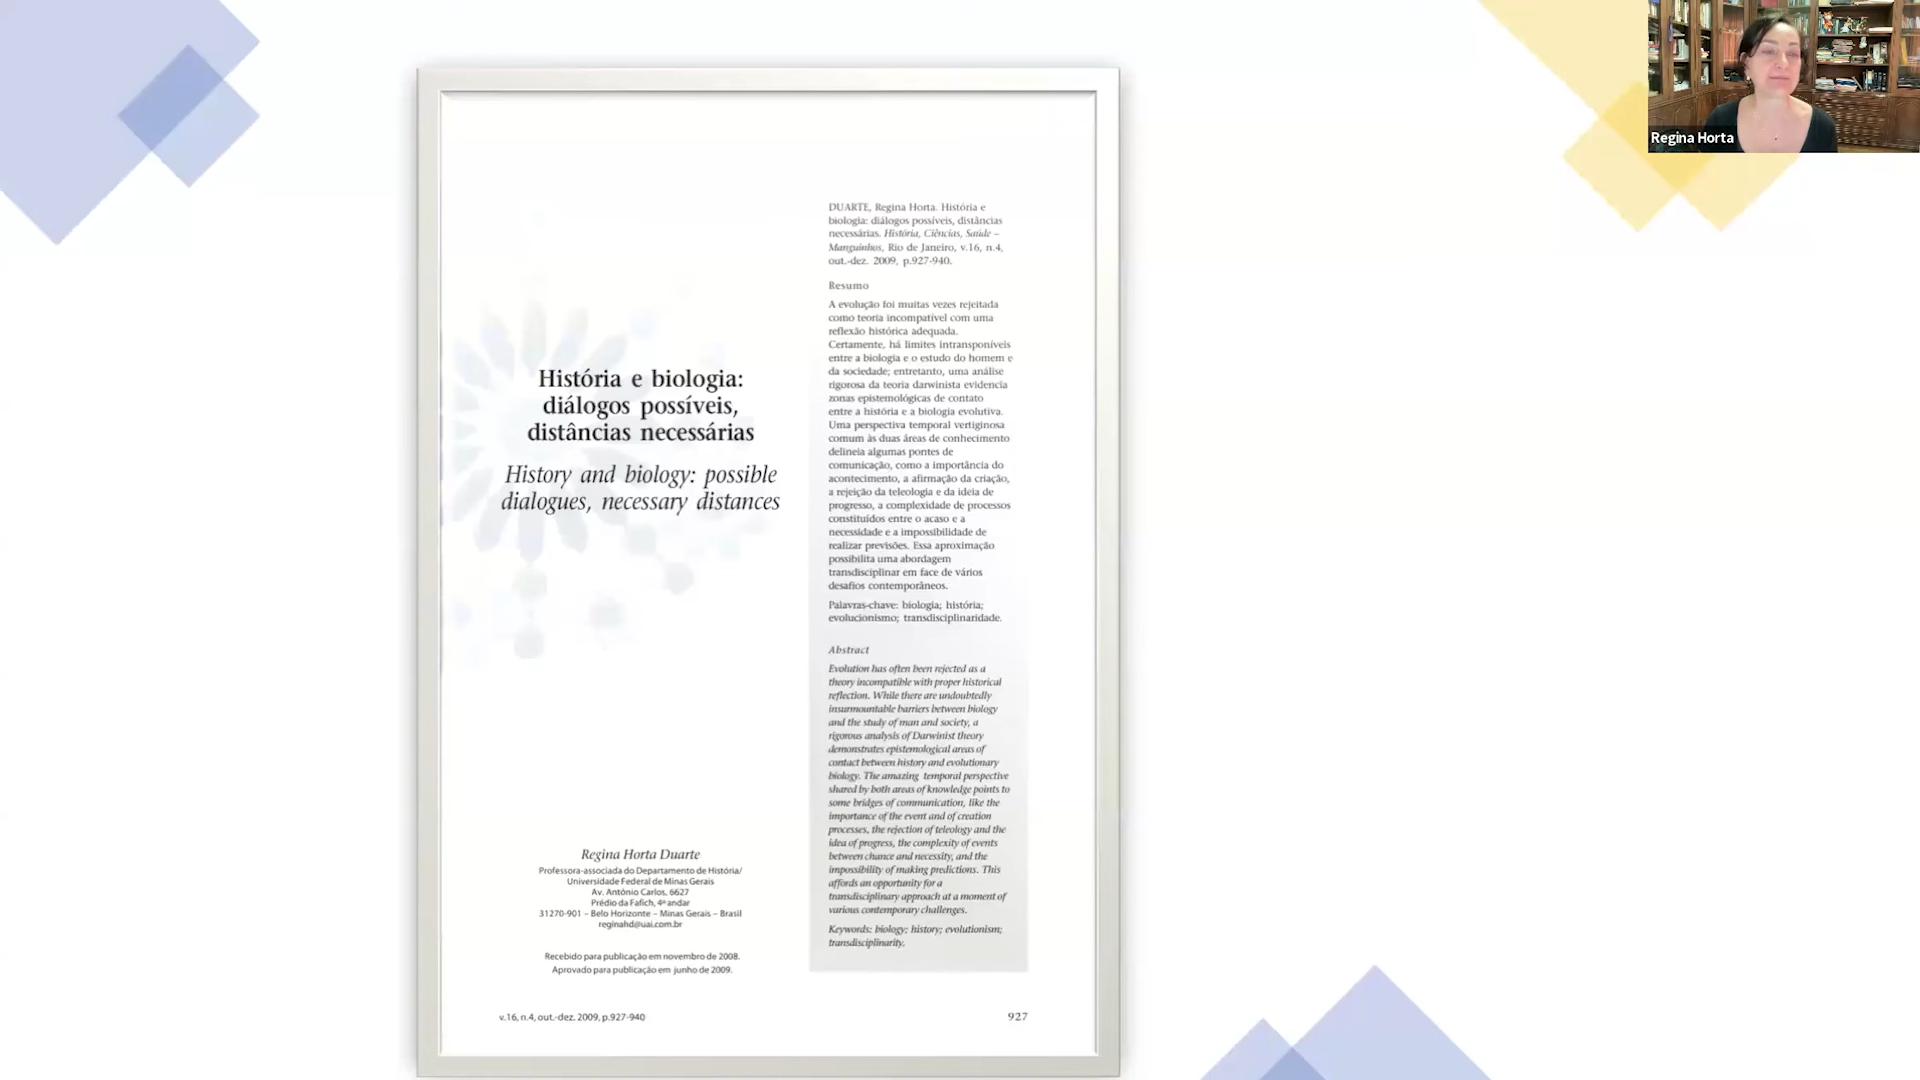 Regina Horta
História e biologia:
diálogos possíveis,
distâncias necessárias
History and biology: possible
dialogues, necessary distances
Regina Horta Duarte
Professora-associada do Departamento de História/
Universidade Federal de Minas Gerais
Av. Antônio Carlos, 6627
Prédio da Fafich, 4º andar
31270-901 – Belo Horizonte – Minas Gerais – Brasil
reginahd@uai.com.br
Recebido para publicação em novembro de 2008.
Aprovado para publicação em junho de 2009.
DUARTE, Regina Horta. História e
biologia: diálogos possíveis, distâncias
necessárias. História, Ciências, Saúde –
Manguinhos, Rio de Janeiro, v.16, n.4,
out.-dez. 2009, p.927-940.
Resumo
A evolução foi muitas vezes rejeitada
como teoria incompatível com uma
reflexão histórica adequada.
Certamente, há limites intransponíveis
entre a biologia e o estudo do homem e
da sociedade; entretanto, uma análise
rigorosa da teoria darwinista evidencia
zonas epistemológicas de contato
entre a história e a biologia evolutiva.
Uma perspectiva temporal vertiginosa
comum às duas áreas de conhecimento
delineia algumas pontes de
comunicação, como a importância do
acontecimento, a afirmação da criação,
a rejeição da teleologia e da ideia de
progresso, a complexidade de processos
constituídos entre o acaso e a
necessidade e a impossibilidade de
realizar previsões. Essa aproximação
possibilita uma abordagem
transdisciplinar em face de vários
desafios contemporâneos.
Palavras-chave: biologia; história;
evolucionismo; transdisciplinaridade.
Abstract
Evolution has often been rejected as a
theory incompatible with proper historical
reflection. While there are undoubtedly
insurmountable barriers between biology
and the study of man and society, a
rigorous analysis of Darwinist theory
demonstrates epistemological areas of
contact between history and evolutionary
biology. The amazing temporal perspective
shared by both areas of knowledge points to
some bridges of communication, like the
importance of the event and of creation
processes, the rejection of teleology and the
idea of progress, the complexity of events
between chance and necessity, and the
impossibility of making predictions. This
affords an opportunity for a
transdisciplinary approach at a moment of
various contemporary challenges.
Keywords: biology; history; evolutionism;
transdisciplinarity.
v.16, n.4, out.-dez. 2009, p.927-940
927